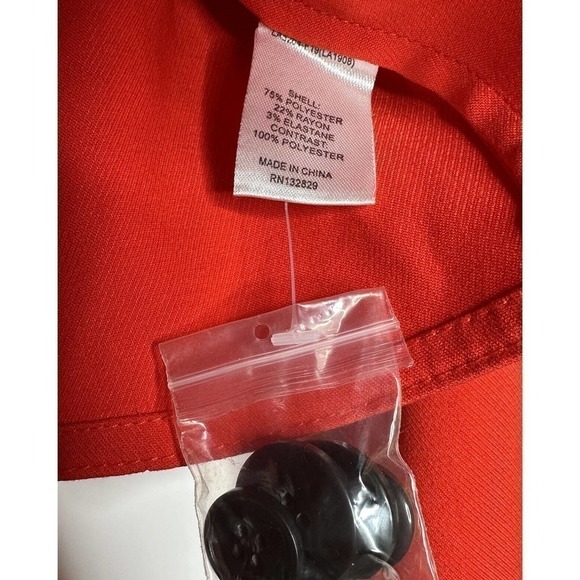 SHELL:
75% POLYESTER
22% RAYON
3% ELASTANE
CONTRAST:
100% POLYESTER
MADE IN CHINA
RN132829